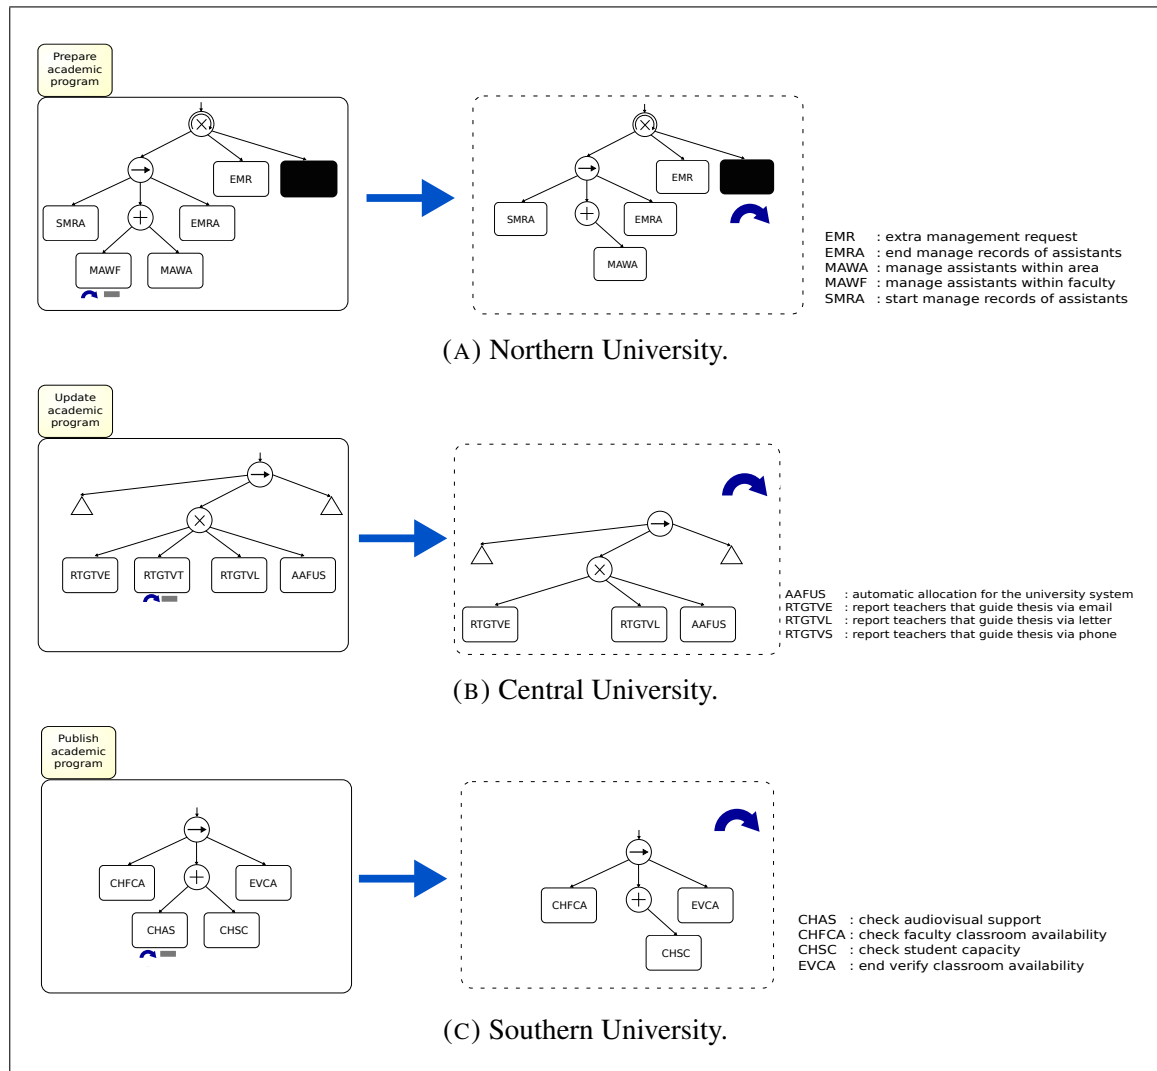 Prepare
academic
program
EMR
SMRA
EMRA
MAWF
MAWA
EMR
SMRA
EMRA
MAWA
EMR : extra management request
EMRA : end manage records of assistants
MAWA : manage assistants within area
MAWF : manage assistants within faculty
SMRA : start manage records of assistants
(A) Northern University.
Update
academic
program
RTGTVE
RTGTVT
RTGTVL
AAFUS
RTGTVE
RTGTVL
AAFUS
AAFUS : automatic allocation for the university system
RTGTVE : report teachers that guide thesis via email
RTGTVL : report teachers that guide thesis via letter
RTGTVS : report teachers that guide thesis via phone
(B) Central University.
Publish
academic
program
CHFCA
EVCA
CHAS
CHSC
CHFCA
EVCA
CHSC
CHAS : check audiovisual support
CHFCA : check faculty classroom availability
CHSC : check student capacity
EVCA : end verify classroom availability
(C) Southern University.